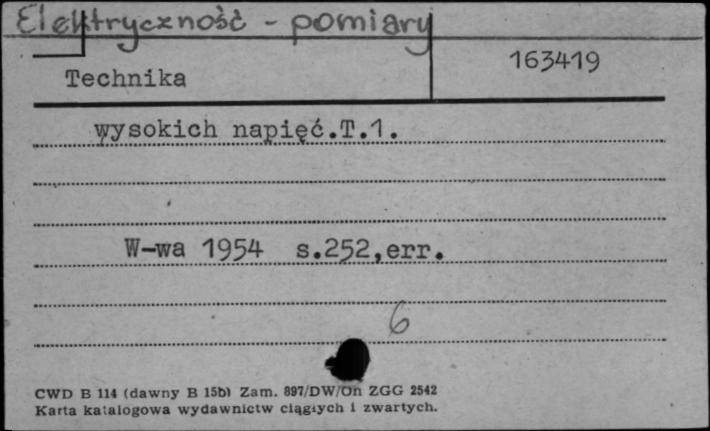 Elektryczność - pomiary
163419
Technika
wysokich napięć.T.1.
W-wa 1954 s.252,err.
6
CWD B 114 (dawny B 15b) Zam. 897/DW/On ZGG 2542
Karta katalogowa wydawnictw ciągłych i zwartych.